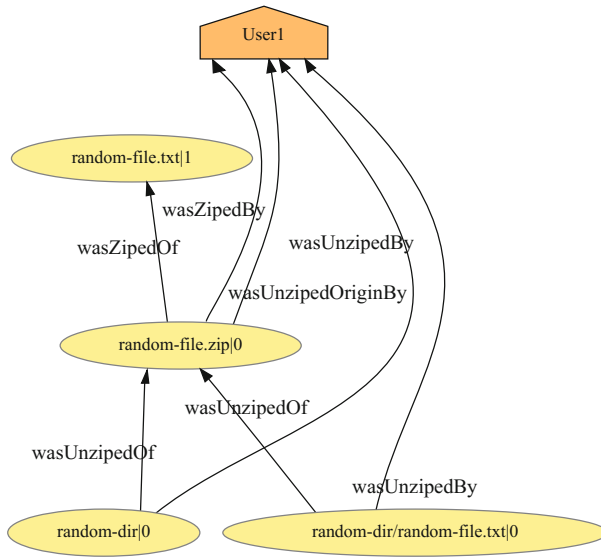 User1
random-file.txt|1
wasZipedBy
wasZipedOf
wasUnzipedBy
wasUnzipedOriginBy
random-file.zip|0
wasUnzipedOf
wasUnzipedOf
wasUnzipedBy
random-dir|0
random-dir/random-file.txt|0